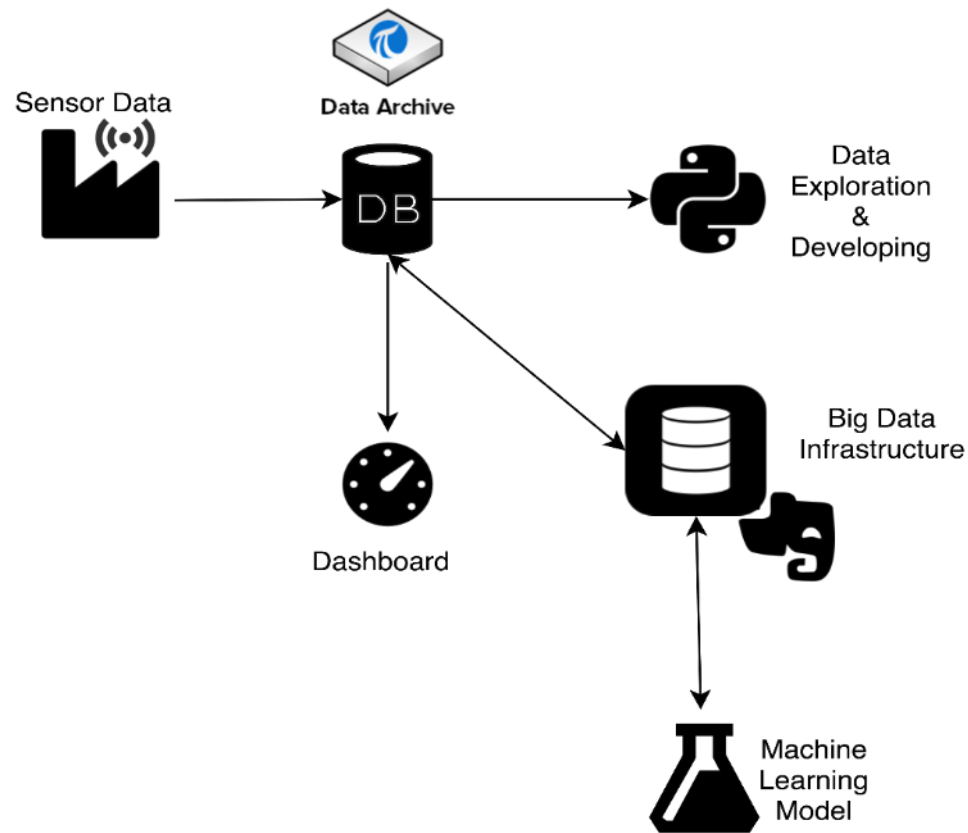 Sensor Data
Data Archive
DB
Data
Exploration
&
Developing
Big Data
Infrastructure
Dashboard
Machine
Learning
Model